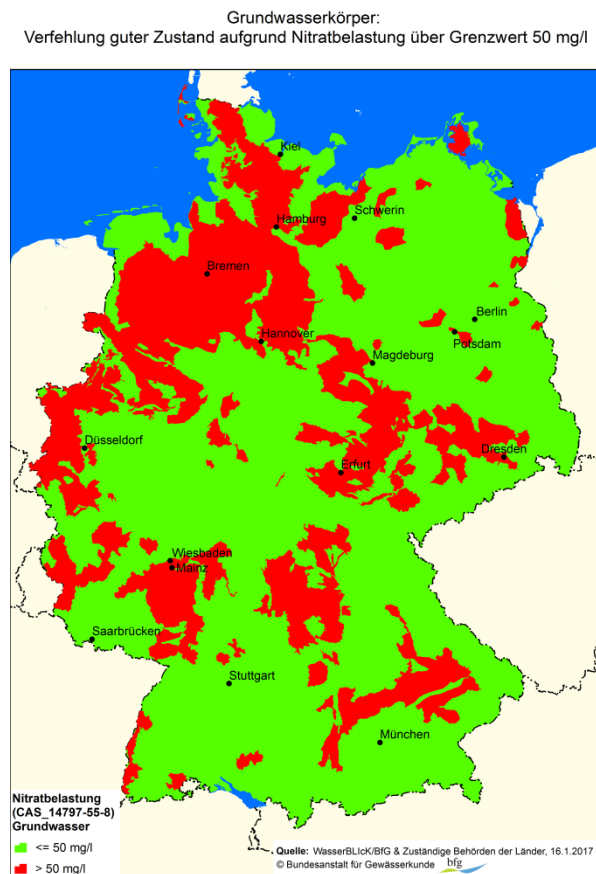 Grundwasserkörper:
Verfehlung guter Zustand aufgrund Nitratbelastung über Grenzwert 50 mg/l
Kiel
Schwerin
Hamburg
Bremen
Berlin
Hannover
Potsdam
Magdeburg
Düsseldorf
Dresden
Erfurt
Wiesbaden
Mainz
Saarbrücken
Stuttgart
München
Nitratbelastung
(CAS_14797-55-8)
Grundwasser
<= 50 mg/l
> 50 mg/l
Quelle: WasserBLIcK/BfG & Zuständige Behörden der Länder, 16.1.2017
© Bundesanstalt für Gewässerkunde bfg